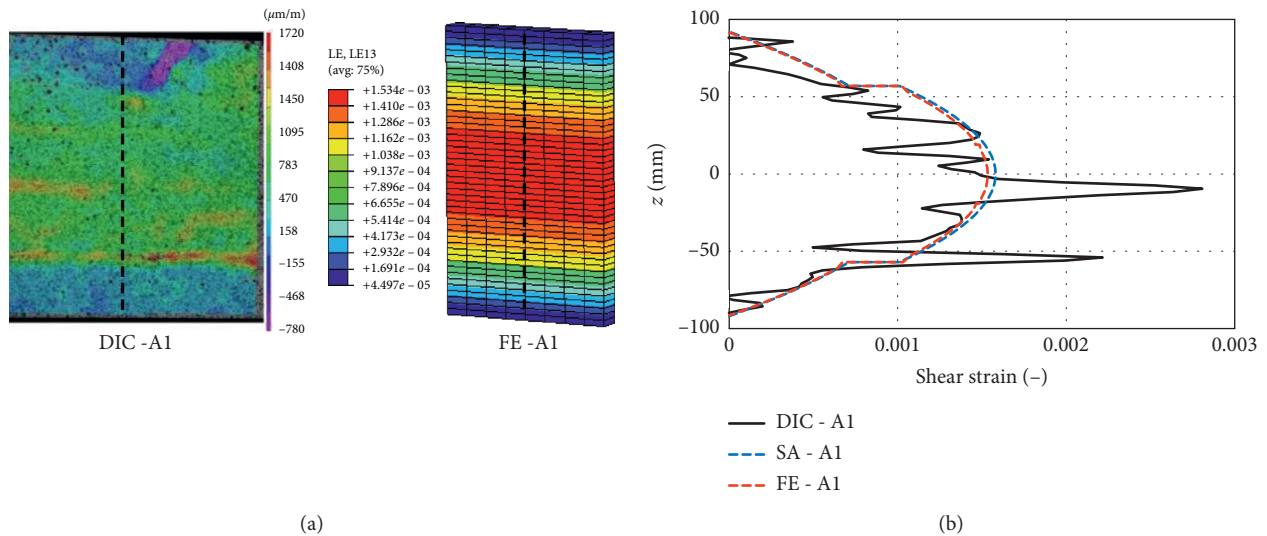 (μm/m)
1720
1408
1450
1095
783
470
158
−155
−468
−780
DIC -A1
LE, LE13
(avg: 75%)
+1.534e − 03
+1.410e − 03
+1.286e − 03
+1.162e − 03
+1.038e − 03
+9.137e − 04
+7.896e − 04
+6.655e − 04
+5.414e − 04
+4.173e − 04
+2.932e − 04
+1.691e − 04
+4.497e − 05
FE -A1
(a)
100
50
0
−50
−100
z (mm)
0
0.001
0.002
0.003
Shear strain (−)
DIC - A1
SA - A1
FE - A1
(b)